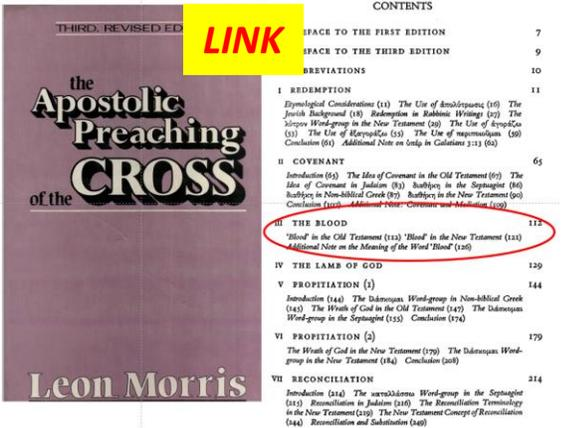 THIRD, REVISED ED
LINK
the
Apostolic
Preaching
of the CROSS
Leon Morris
CONTENTS
EFACE TO THE FIRST EDITION 7
EFACE TO THE THIRD EDITION 9
BREVIATIONS 10
I REDEMPTION 11
Etymological Considerations (11) The Use of ἀπολύτρωσις (16) The
Jewish Background (18) Redemption in Rabbinic Writings (27) The
λύτρον Word-group in the New Testament (29) The Use of ἀγοράζω
(53) The Use of ἐξαγοράζω (55) The Use of περιποιοῦμαι (59)
Conclusion (61) Additional Note on ὑπέρ in Galatians 3:13 (62)
II COVENANT 65
Introduction (65) The Idea of Covenant in the Old Testament (67) The
Idea of Covenant in Judaism (83) διαθήκη in the Septuagint (86)
διαθήκη in Non-biblical Greek (87) διαθήκη in the New Testament (90)
Conclusion (107) Additional Note: Covenant and Mediation (109)
III THE BLOOD 112
'Blood' in the Old Testament (112) 'Blood' in the New Testament (121)
Additional Note on the Meaning of the Word 'Blood' (126)
IV THE LAMB OF GOD 129
V PROPITIATION (1) 144
Introduction (144) The ἱλάσκομαι Word-group in Non-biblical Greek
(145) The Wrath of God in the Old Testament (147) The ἱλάσκομαι
Word-group in the Septuagint (155) Conclusion (174)
VI PROPITIATION (2) 179
The Wrath of God in the New Testament (179) The ἱλάσκομαι Word-
group in the New Testament (184) Conclusion (208)
VII RECONCILIATION 214
Introduction (214) The καταλλάσσω Word-group in the Septuagint
(215) Reconciliation in Judaism (216) The Reconciliation Terminology
in the New Testament (219) The New Testament Concept of Reconciliation
(244) Reconciliation and Substitution (249)